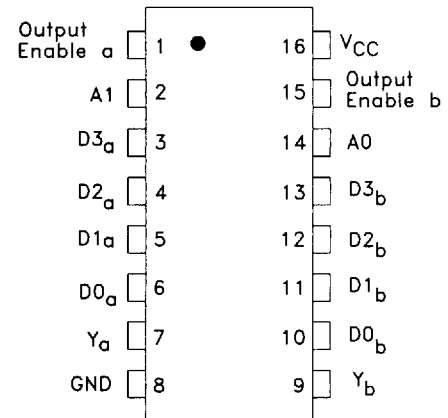 Output
Enable a 1
16 VCC
A1 2
15 Output
Enable b
D3a 3
14 A0
D2a 4
13 D3b
D1a 5
12 D2b
D0a 6
11 D1b
Ya 7
10 D0b
GND 8
9 Yb